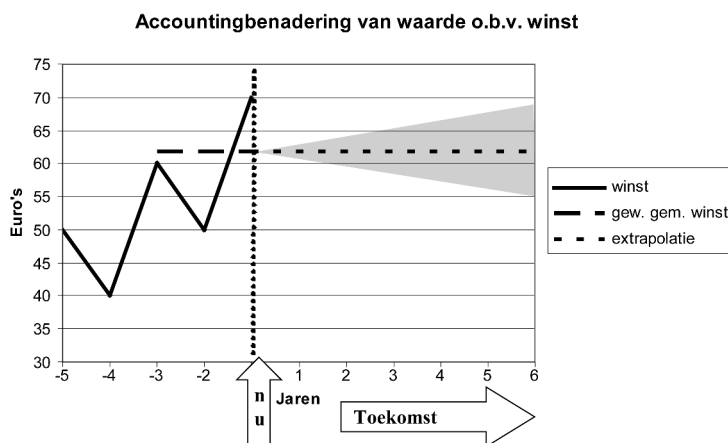 Accountingbenadering van waarde o.b.v. winst
75
70
65
60
55
50
45
40
35
30
Euro's
-5 -4 -3 -2 1 2 3 4 5 6
Jaren
n
u
Toekomst
winst
gew. gem. winst
extrapolatie